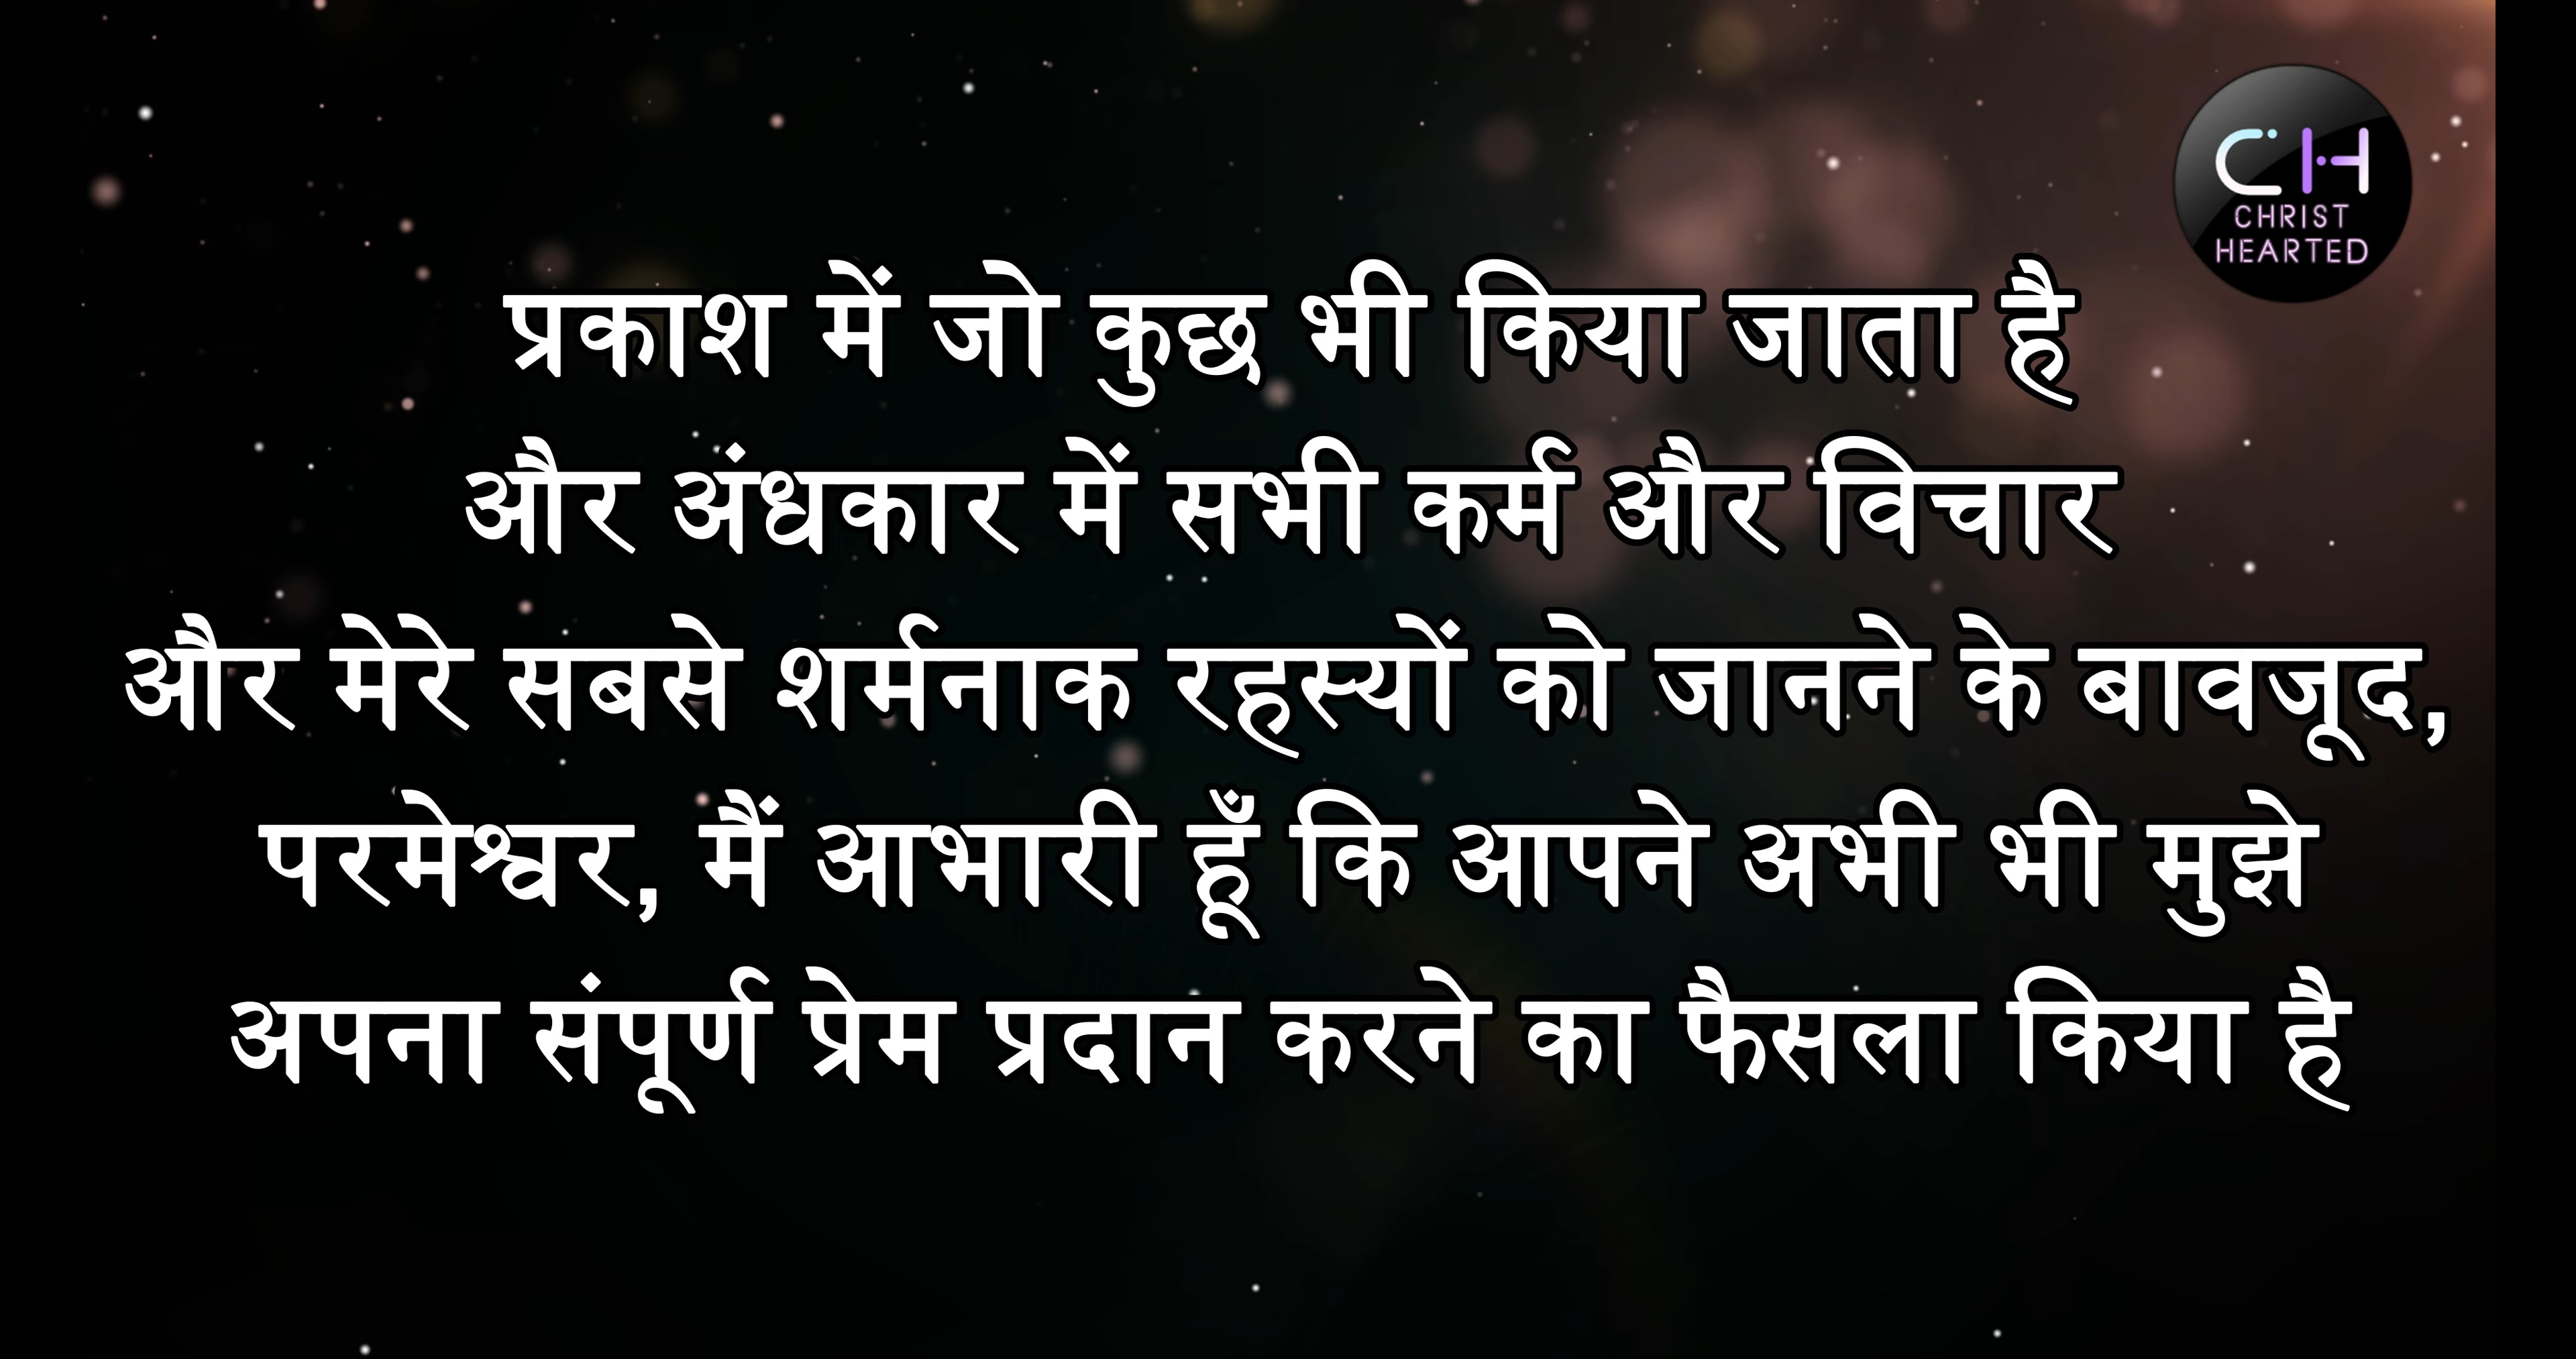 CH
CHRIST
HEARTED
प्रकाश में जो कुछ भी किया जाता है
और अंधकार में सभी कर्म और विचार
और मेरे सबसे शर्मनाक रहस्यों को जानने के बावजूद,
परमेश्वर, मैं आभारी हूँ कि आपने अभी भी मुझे
अपना संपूर्ण प्रेम प्रदान करने का फैसला किया है